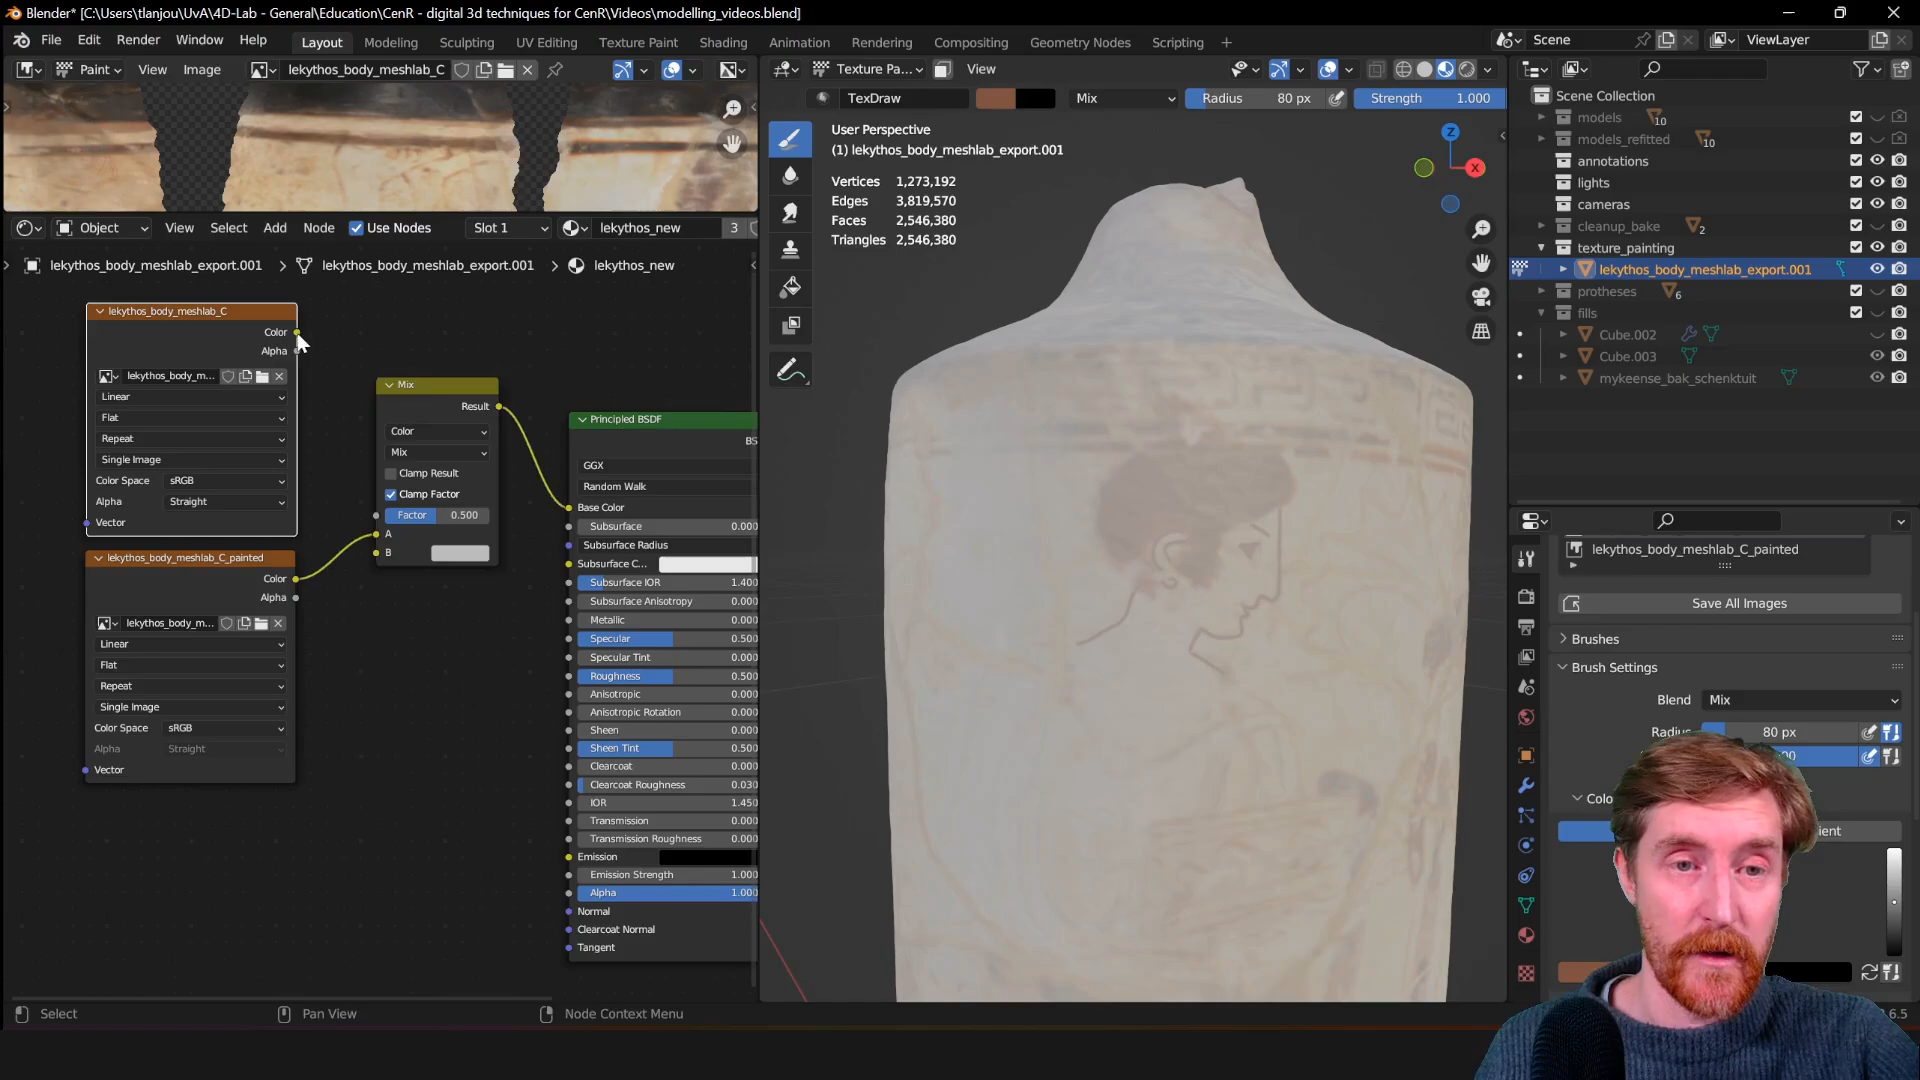 Blender* [C:\Users\tlanjou\UvA\4D-Lab - General\Education\CenR - digital 3d techniques for CenR\Videos\modelling_videos.blend]
File Edit Render Window Help Layout Modeling Sculpting UV Editing Texture Paint Shading Animation Rendering Compositing Geometry Nodes Scripting + Scene ViewLayer
Paint View Image lekythos_body_meshlab_C
Texture Pa... View
TexDraw Mix Radius 80 px Strength 1.000
User Perspective
(1) lekythos_body_meshlab_export.001
Vertices 1,273,192
Edges 3,819,570
Faces 2,546,380
Triangles 2,546,380
Z
X
Object View Select Add Node Use Nodes Slot 1 lekythos_new 3
lekythos_body_meshlab_export.001 > lekythos_body_meshlab_export.001 > lekythos_new
lekythos_body_meshlab_C
Color
Alpha
lekythos_body_m...
Linear
Flat
Repeat
Single Image
Color Space sRGB
Alpha Straight
Vector
lekythos_body_meshlab_C_painted
Color
Alpha
lekythos_body_m...
Linear
Flat
Repeat
Single Image
Color Space sRGB
Alpha Straight
Vector
Mix
Result
Color
Mix
Clamp Result
Clamp Factor
Factor 0.500
A
B
Principled BSDF
BS
GGX
Random Walk
Base Color
Subsurface 0.000
Subsurface Radius
Subsurface C...
Subsurface IOR 1.400
Subsurface Anisotropy 0.000
Metallic 0.000
Specular 0.500
Specular Tint 0.000
Roughness 0.500
Anisotropic 0.000
Anisotropic Rotation 0.000
Sheen 0.000
Sheen Tint 0.500
Clearcoat 0.000
Clearcoat Roughness 0.030
IOR 1.450
Transmission 0.000
Transmission Roughness 0.000
Emission
Emission Strength 1.000
Alpha 1.000
Normal
Clearcoat Normal
Tangent
Scene Collection
models 10
models_refitted 10
annotations
lights
cameras
cleanup_bake 2
texture_painting
lekythos_body_meshlab_export.001
protheses 6
fills
Cube.002
Cube.003
mykeense_bak_schenktuit
lekythos_body_meshlab_C_painted
Save All Images
Brushes
Brush Settings
Blend Mix
Radius 80 px
Select Pan View Node Context Menu